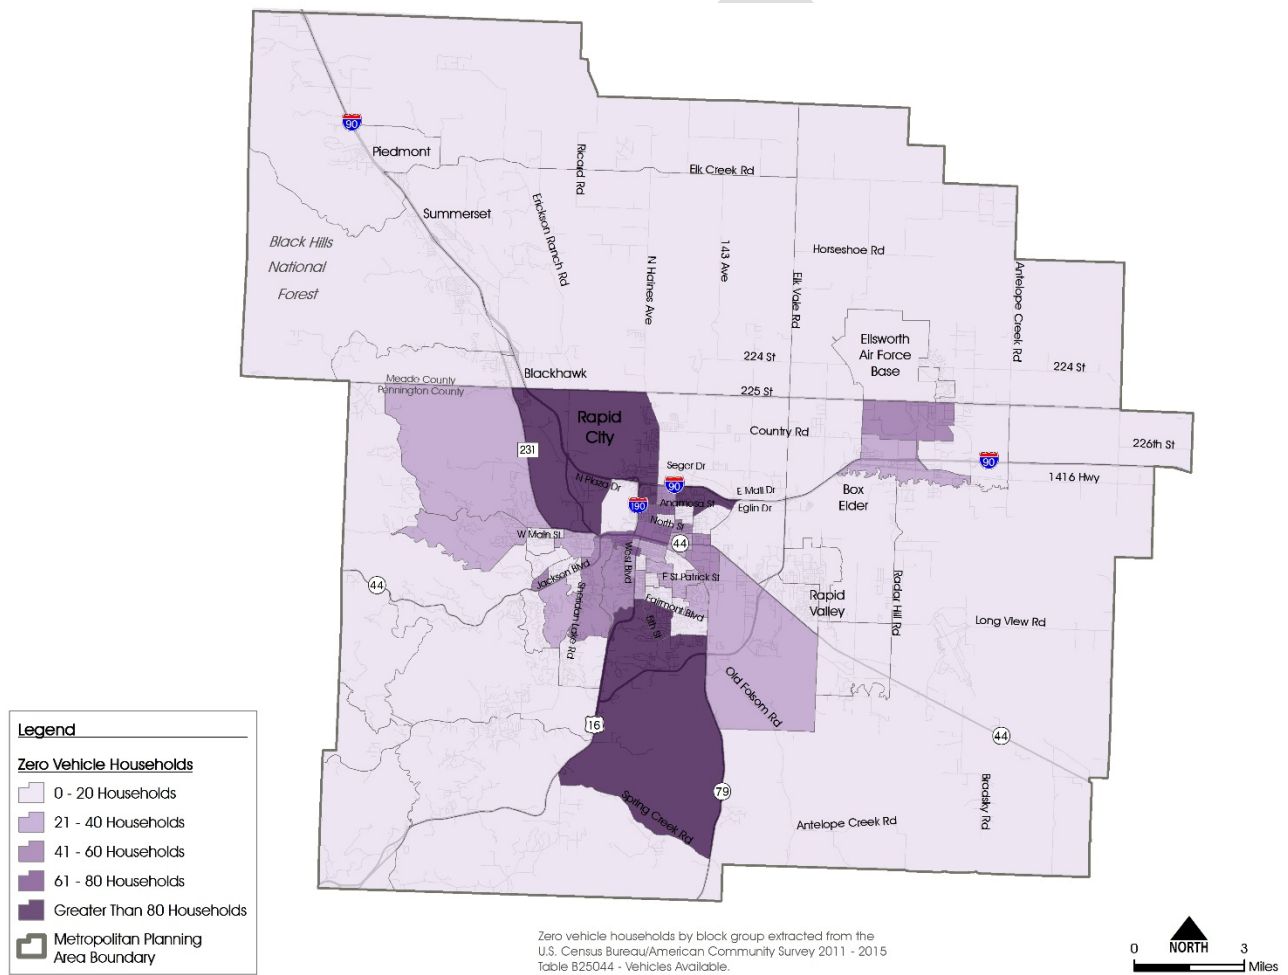 90
Piedmont
Ricard Rd
Elk Creek Rd
Summerset
Erickson Ranch Rd
Black Hills
National
Forest
N Haines Ave
143 Ave
Elk Vale Rd
Horseshoe Rd
Antelope Creek Rd
Ellsworth
Air Force
Base
224 St
224 St
Blackhawk
Meade County
Pennington County
225 St
Rapid
City
Country Rd
226th St
231
Seger Dr
90
1416 Hwy
N Plaza Dr
90
E Mall Dr
Box
Elder
190
Anamosa St
Eglin Dr
North St
W Main St
44
West Blvd
Jackson Blvd
E St Patrick St
44
Sheridan Lake Rd
Fairmont Blvd
5th St
Rapid
Valley
Radar Hill Rd
Long View Rd
Old Folsom Rd
16
44
79
Spring Creek Rd
Antelope Creek Rd
Bradsky Rd
Legend
Zero Vehicle Households
0 - 20 Households
21 - 40 Households
41 - 60 Households
61 - 80 Households
Greater Than 80 Households
Metropolitan Planning
Area Boundary
Zero vehicle households by block group extracted from the
U.S. Census Bureau/American Community Survey 2011 - 2015
Table B25044 - Vehicles Available.
0 NORTH 3
Miles